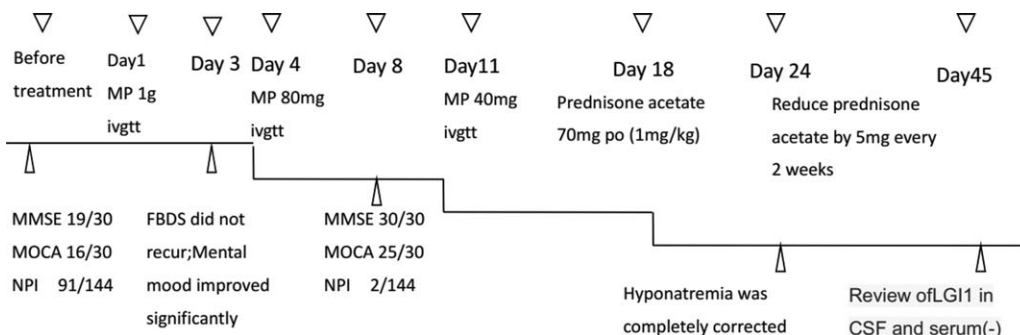 Before
treatment
Day1
MP 1g
ivgtt
Day 3
Day 4
MP 80mg
ivgtt
Day 8
Day11
MP 40mg
ivgtt
Day 18
Prednisone acetate
70mg po (1mg/kg)
Day 24
Reduce prednisone
acetate by 5mg every
2 weeks
Day45
MMSE 19/30
MOCA 16/30
NPI 91/144
FBDS did not
recur;Mental
mood improved
significantly
MMSE 30/30
MOCA 25/30
NPI 2/144
Hyponatremia was
completely corrected
Review ofLGI1 in
CSF and serum(-)